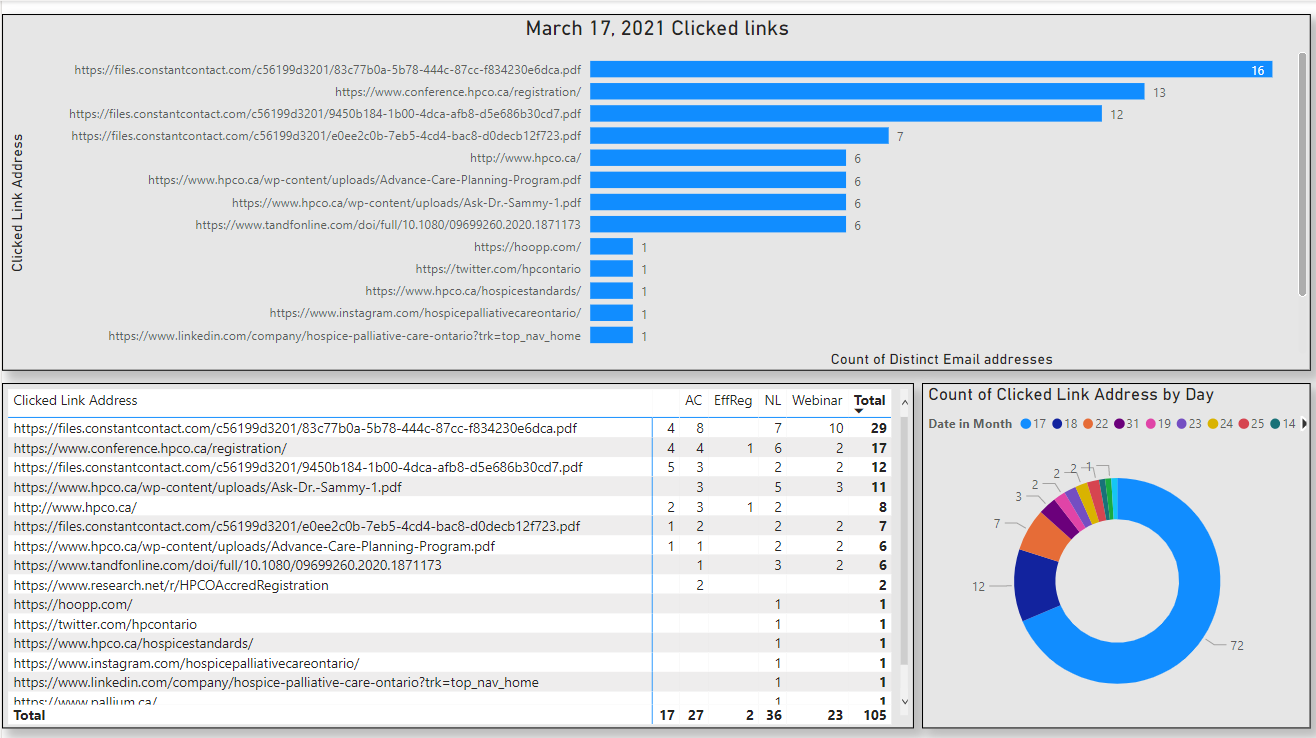 March 17, 2021 Clicked links
Clicked Link Address
https://files.constantcontact.com/c56199d3201/83c77b0a-5b78-444c-87cc-f834230e6dca.pdf 16
https://www.conference.hpco.ca/registration/ 13
https://files.constantcontact.com/c56199d3201/9450b184-1b00-4dca-afb8-d5e686b30cd7.pdf 12
https://files.constantcontact.com/c56199d3201/e0ee2c0b-7eb5-4cd4-bac8-d0decb12f723.pdf 7
http://www.hpco.ca/ 6
https://www.hpco.ca/wp-content/uploads/Advance-Care-Planning-Program.pdf 6
https://www.hpco.ca/wp-content/uploads/Ask-Dr.-Sammy-1.pdf 6
https://www.tandfonline.com/doi/full/10.1080/09699260.2020.1871173 6
https://hoopp.com/ 1
https://twitter.com/hpcontario 1
https://www.hpco.ca/hospicestandards/ 1
https://www.instagram.com/hospicepalliativecareontario/ 1
https://www.linkedin.com/company/hospice-palliative-care-ontario?trk=top_nav_home 1
Count of Distinct Email addresses
Clicked Link Address AC EffReg NL Webinar Total
https://files.constantcontact.com/c56199d3201/83c77b0a-5b78-444c-87cc-f834230e6dca.pdf 4 8 7 10 29
https://www.conference.hpco.ca/registration/ 4 4 1 6 2 17
https://files.constantcontact.com/c56199d3201/9450b184-1b00-4dca-afb8-d5e686b30cd7.pdf 5 3 2 2 12
https://www.hpco.ca/wp-content/uploads/Ask-Dr.-Sammy-1.pdf 3 5 3 11
http://www.hpco.ca/ 2 3 1 2 8
https://files.constantcontact.com/c56199d3201/e0ee2c0b-7eb5-4cd4-bac8-d0decb12f723.pdf 1 2 2 2 7
https://www.hpco.ca/wp-content/uploads/Advance-Care-Planning-Program.pdf 1 1 2 2 6
https://www.tandfonline.com/doi/full/10.1080/09699260.2020.1871173 1 3 2 6
https://www.research.net/r/HPCOAccredRegistration 2 2
https://hoopp.com/ 1 1
https://twitter.com/hpcontario 1 1
https://www.hpco.ca/hospicestandards/ 1 1
https://www.instagram.com/hospicepalliativecareontario/ 1 1
https://www.linkedin.com/company/hospice-palliative-care-ontario?trk=top_nav_home 1 1
https://www.pallium.ca/ 1 1
Total 17 27 2 36 23 105
Count of Clicked Link Address by Day
Date in Month 17 18 22 31 19 23 24 25 14
1
2
2
2
3
7
12
72